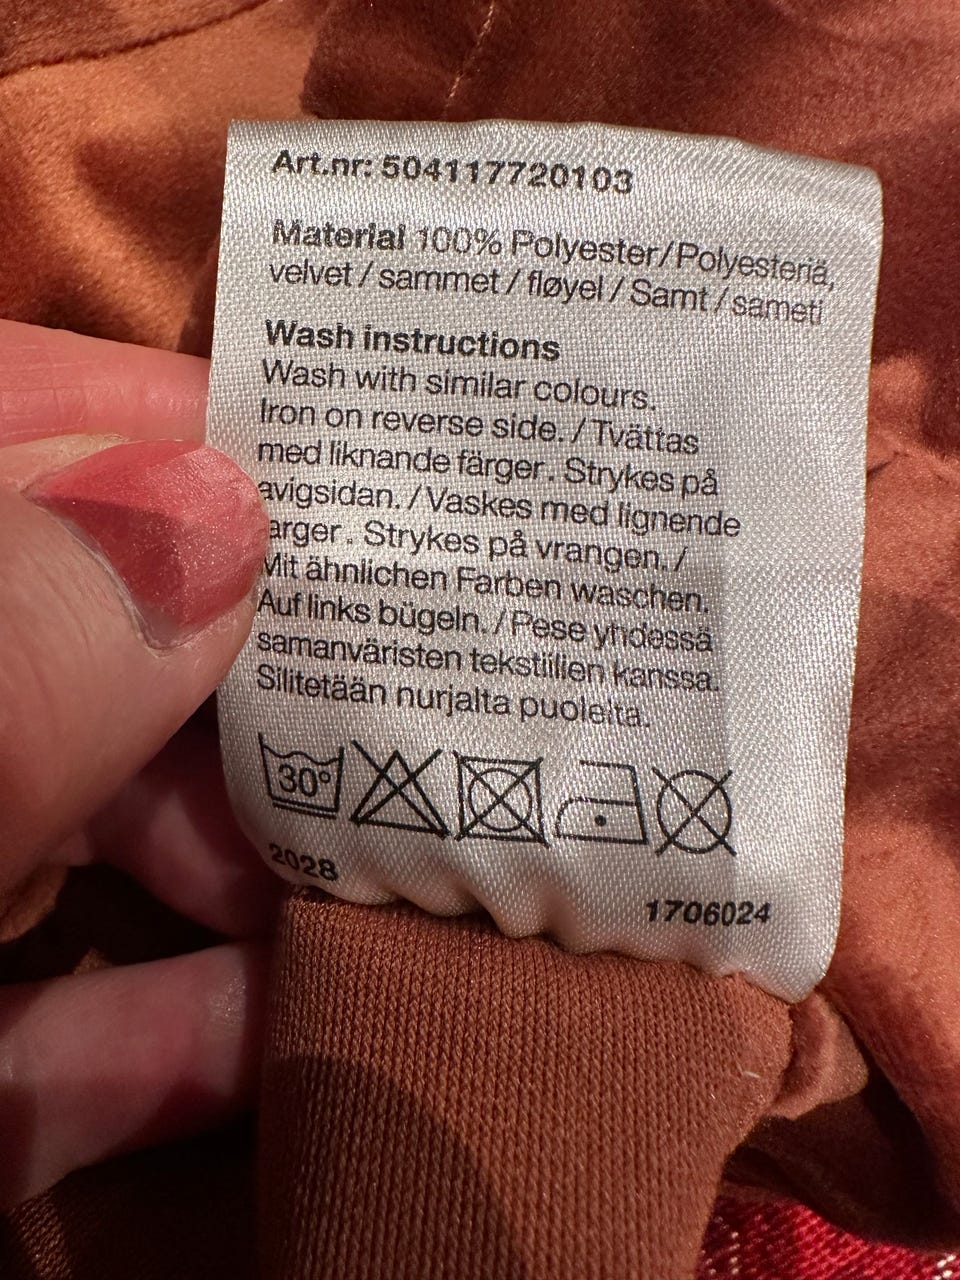 Art.nr: 504117720103
Material 100% Polyester/Polyesteriä,
velvet / sammet / fløyel / Samt / sameti
Wash instructions
Wash with similar colours.
Iron on reverse side. / Tvättas
med liknande färger. Strykes på
avigsidan. / Vaskes med lignende
arger. Strykes på vrangen. /
Mit ähnlichen Farben waschen.
Auf links bügeln. / Pese yhdessä
samanväristen tekstiilien kanssa.
Silitetään nurjalta puolelta.
30°
2028
1706024